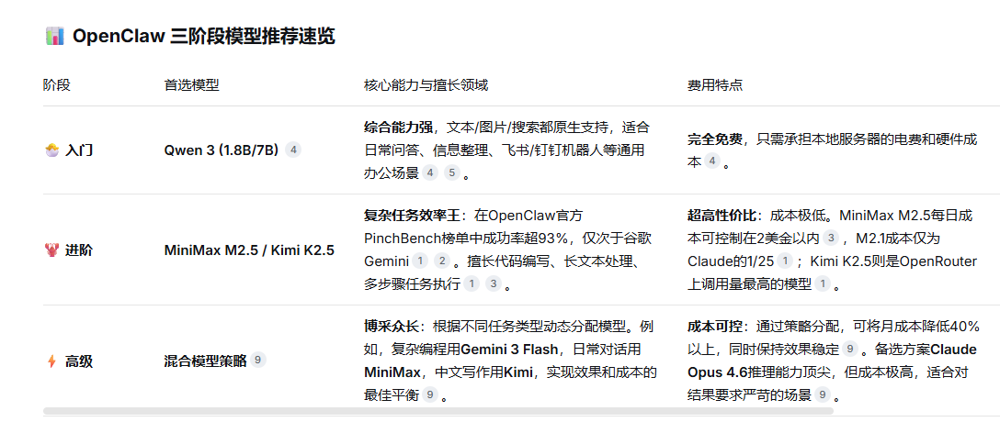 📊 OpenClaw 三阶段模型推荐速览
阶段 首选模型 核心能力与擅长领域 费用特点
🐣 入门
Qwen 3 (1.8B/7B) 4
综合能力强，文本/图片/搜索都原生支持，适合
日常问答、信息整理、飞书/钉钉机器人等通用
办公场景 4 5 。
完全免费，只需承担本地服务器的电费和硬件成
本 4 。
🦞 进阶
MiniMax M2.5 / Kimi K2.5
复杂任务效率王：在OpenClaw官方
PinchBench榜单中成功率超93%，仅次于谷歌
Gemini 1 2 。擅长代码编写、长文本处理、
多步骤任务执行 1 3 。
超高性价比：成本极低。MiniMax M2.5每日成
本可控制在2美金以内 3 ，M2.1成本仅为
Claude的1/25 1 ；Kimi K2.5则是OpenRouter
上调用量最高的模型 1 。
⚡ 高级
混合模型策略 9
博采众长：根据不同任务类型动态分配模型。例
如，复杂编程用Gemini 3 Flash，日常对话用
MiniMax，中文写作用Kimi，实现效果和成本的
最佳平衡 9 。
成本可控：通过策略分配，可将月成本降低40%
以上，同时保持效果稳定 9 。备选方案Claude
Opus 4.6推理能力顶尖，但成本极高，适合对
结果要求严苛的场景 9 。